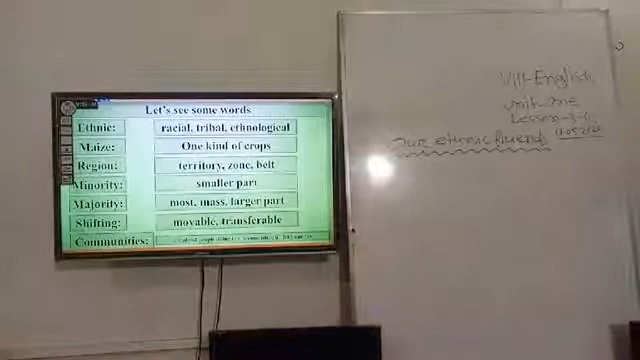 Let's see some words
Ethnic: racial, tribal, ethnological
Maize: One kind of crops
Region: territory, zone, belt
Minority: smaller part
Majority: most, mass, larger part
Shifting: movable, transferable
Communities:
VIII-English
unit-one
Lesson-
our ethnic friends